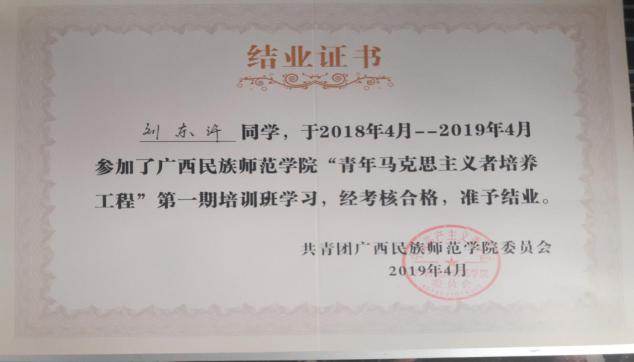 结业证书
刘东许 同学，于2018年4月--2019年4月
参加了广西民族师范学院“青年马克思主义者培养
工程”第一期培训班学习，经考核合格，准予结业。
共青团广西民族师范学院委员会
2019年4月